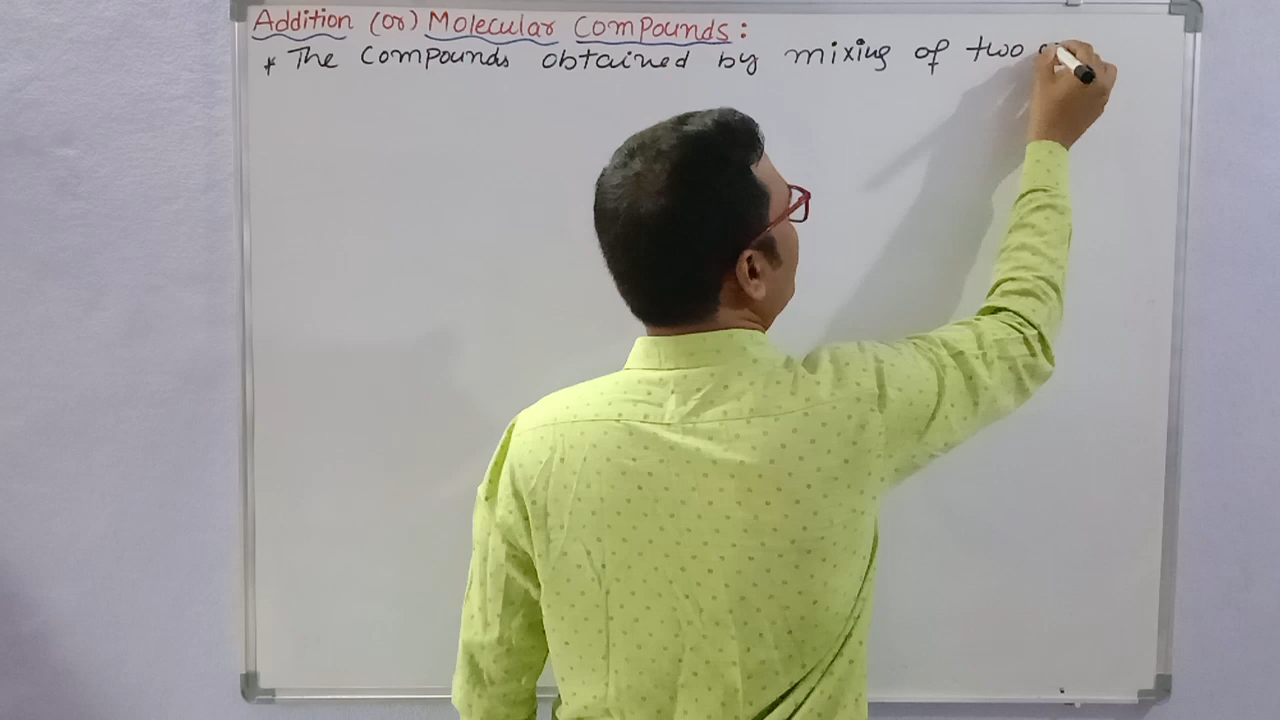 Addition (or) Molecular Compounds :
* The compounds obtained by mixing of two